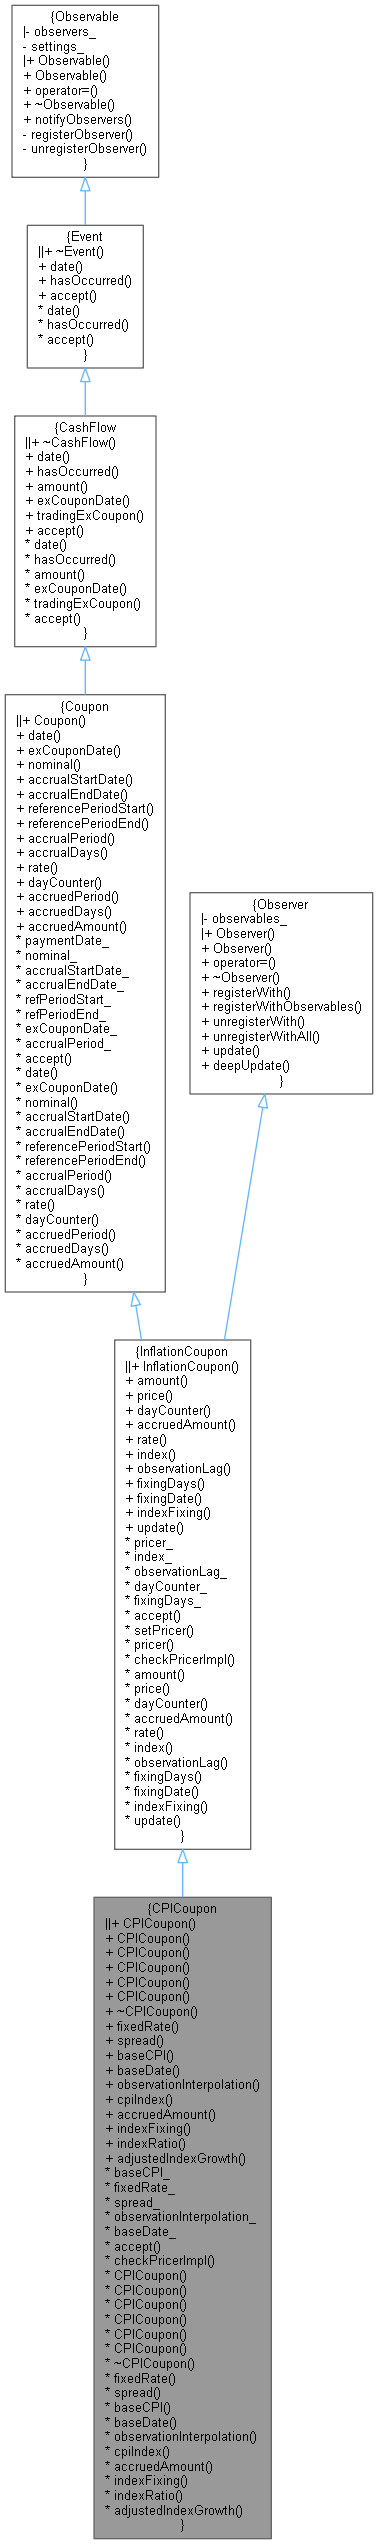 {Observable
|- observers_
- settings_
|+ Observable()
+ Observable()
+ operator=()
+ ~Observable()
+ notifyObservers()
- registerObserver()
- unregisterObserver()
}
{Event
||+ ~Event()
+ date()
+ hasOccurred()
+ accept()
* date()
* hasOccurred()
* accept()
}
{CashFlow
||+ ~CashFlow()
+ date()
+ hasOccurred()
+ amount()
+ exCouponDate()
+ tradingExCoupon()
+ accept()
* date()
* hasOccurred()
* amount()
* exCouponDate()
* tradingExCoupon()
* accept()
}
{Coupon
||+ Coupon()
+ date()
+ exCouponDate()
+ nominal()
+ accrualStartDate()
+ accrualEndDate()
+ referencePeriodStart()
+ referencePeriodEnd()
+ accrualPeriod()
+ accrualDays()
+ rate()
+ dayCounter()
+ accruedPeriod()
+ accruedDays()
+ accruedAmount()
* paymentDate_
* nominal_
* accrualStartDate_
* accrualEndDate_
* refPeriodStart_
* refPeriodEnd_
* exCouponDate_
* accrualPeriod_
* accept()
* date()
* exCouponDate()
* nominal()
* accrualStartDate()
* accrualEndDate()
* referencePeriodStart()
* referencePeriodEnd()
* accrualPeriod()
* accrualDays()
* rate()
* dayCounter()
* accruedPeriod()
* accruedDays()
* accruedAmount()
}
{Observer
|- observables_
|+ Observer()
+ Observer()
+ operator=()
+ ~Observer()
+ registerWith()
+ registerWithObservables()
+ unregisterWith()
+ unregisterWithAll()
+ update()
+ deepUpdate()
}
{InflationCoupon
||+ InflationCoupon()
+ amount()
+ price()
+ dayCounter()
+ accruedAmount()
+ rate()
+ index()
+ observationLag()
+ fixingDays()
+ fixingDate()
+ indexFixing()
+ update()
* pricer_
* index_
* observationLag_
* dayCounter_
* fixingDays_
* accept()
* setPricer()
* pricer()
* checkPricerImpl()
* amount()
* price()
* dayCounter()
* accruedAmount()
* rate()
* index()
* observationLag()
* fixingDays()
* fixingDate()
* indexFixing()
* update()
}
{CPICoupon
||+ CPICoupon()
+ CPICoupon()
+ CPICoupon()
+ CPICoupon()
+ CPICoupon()
+ CPICoupon()
+ ~CPICoupon()
+ fixedRate()
+ spread()
+ baseCPI()
+ baseDate()
+ observationInterpolation()
+ cpiIndex()
+ accruedAmount()
+ indexFixing()
+ indexRatio()
+ adjustedIndexGrowth()
* baseCPI_
* fixedRate_
* spread_
* observationInterpolation_
* baseDate_
* accept()
* checkPricerImpl()
* CPICoupon()
* CPICoupon()
* CPICoupon()
* CPICoupon()
* CPICoupon()
* CPICoupon()
* ~CPICoupon()
* fixedRate()
* spread()
* baseCPI()
* baseDate()
* observationInterpolation()
* cpiIndex()
* accruedAmount()
* indexFixing()
* indexRatio()
* adjustedIndexGrowth()
}